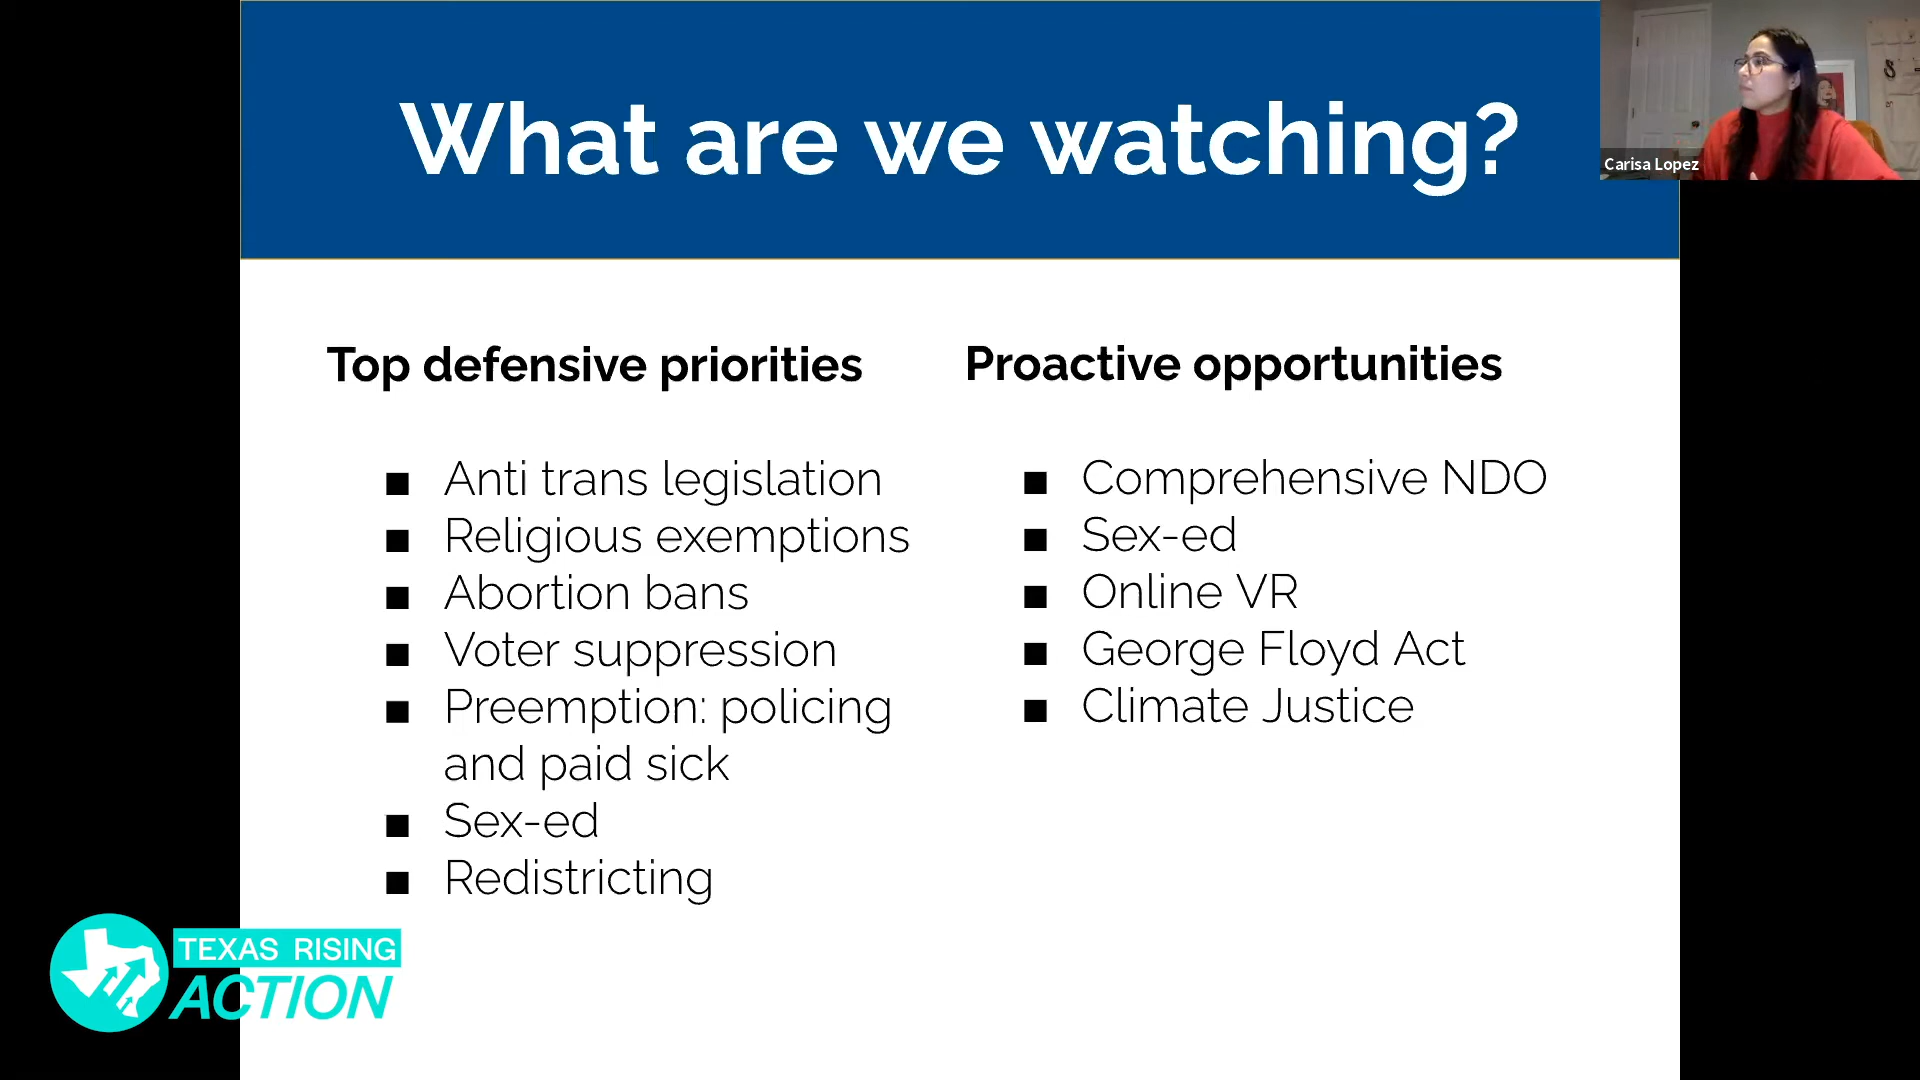 What are we watching?
Carisa Lopez
Top defensive priorities
■ Anti trans legislation
■ Religious exemptions
■ Abortion bans
■ Voter suppression
■ Preemption: policing
and paid sick
■ Sex-ed
■ Redistricting
Proactive opportunities
■ Comprehensive NDO
■ Sex-ed
■ Online VR
■ George Floyd Act
■ Climate Justice
TEXAS RISING
ACTION